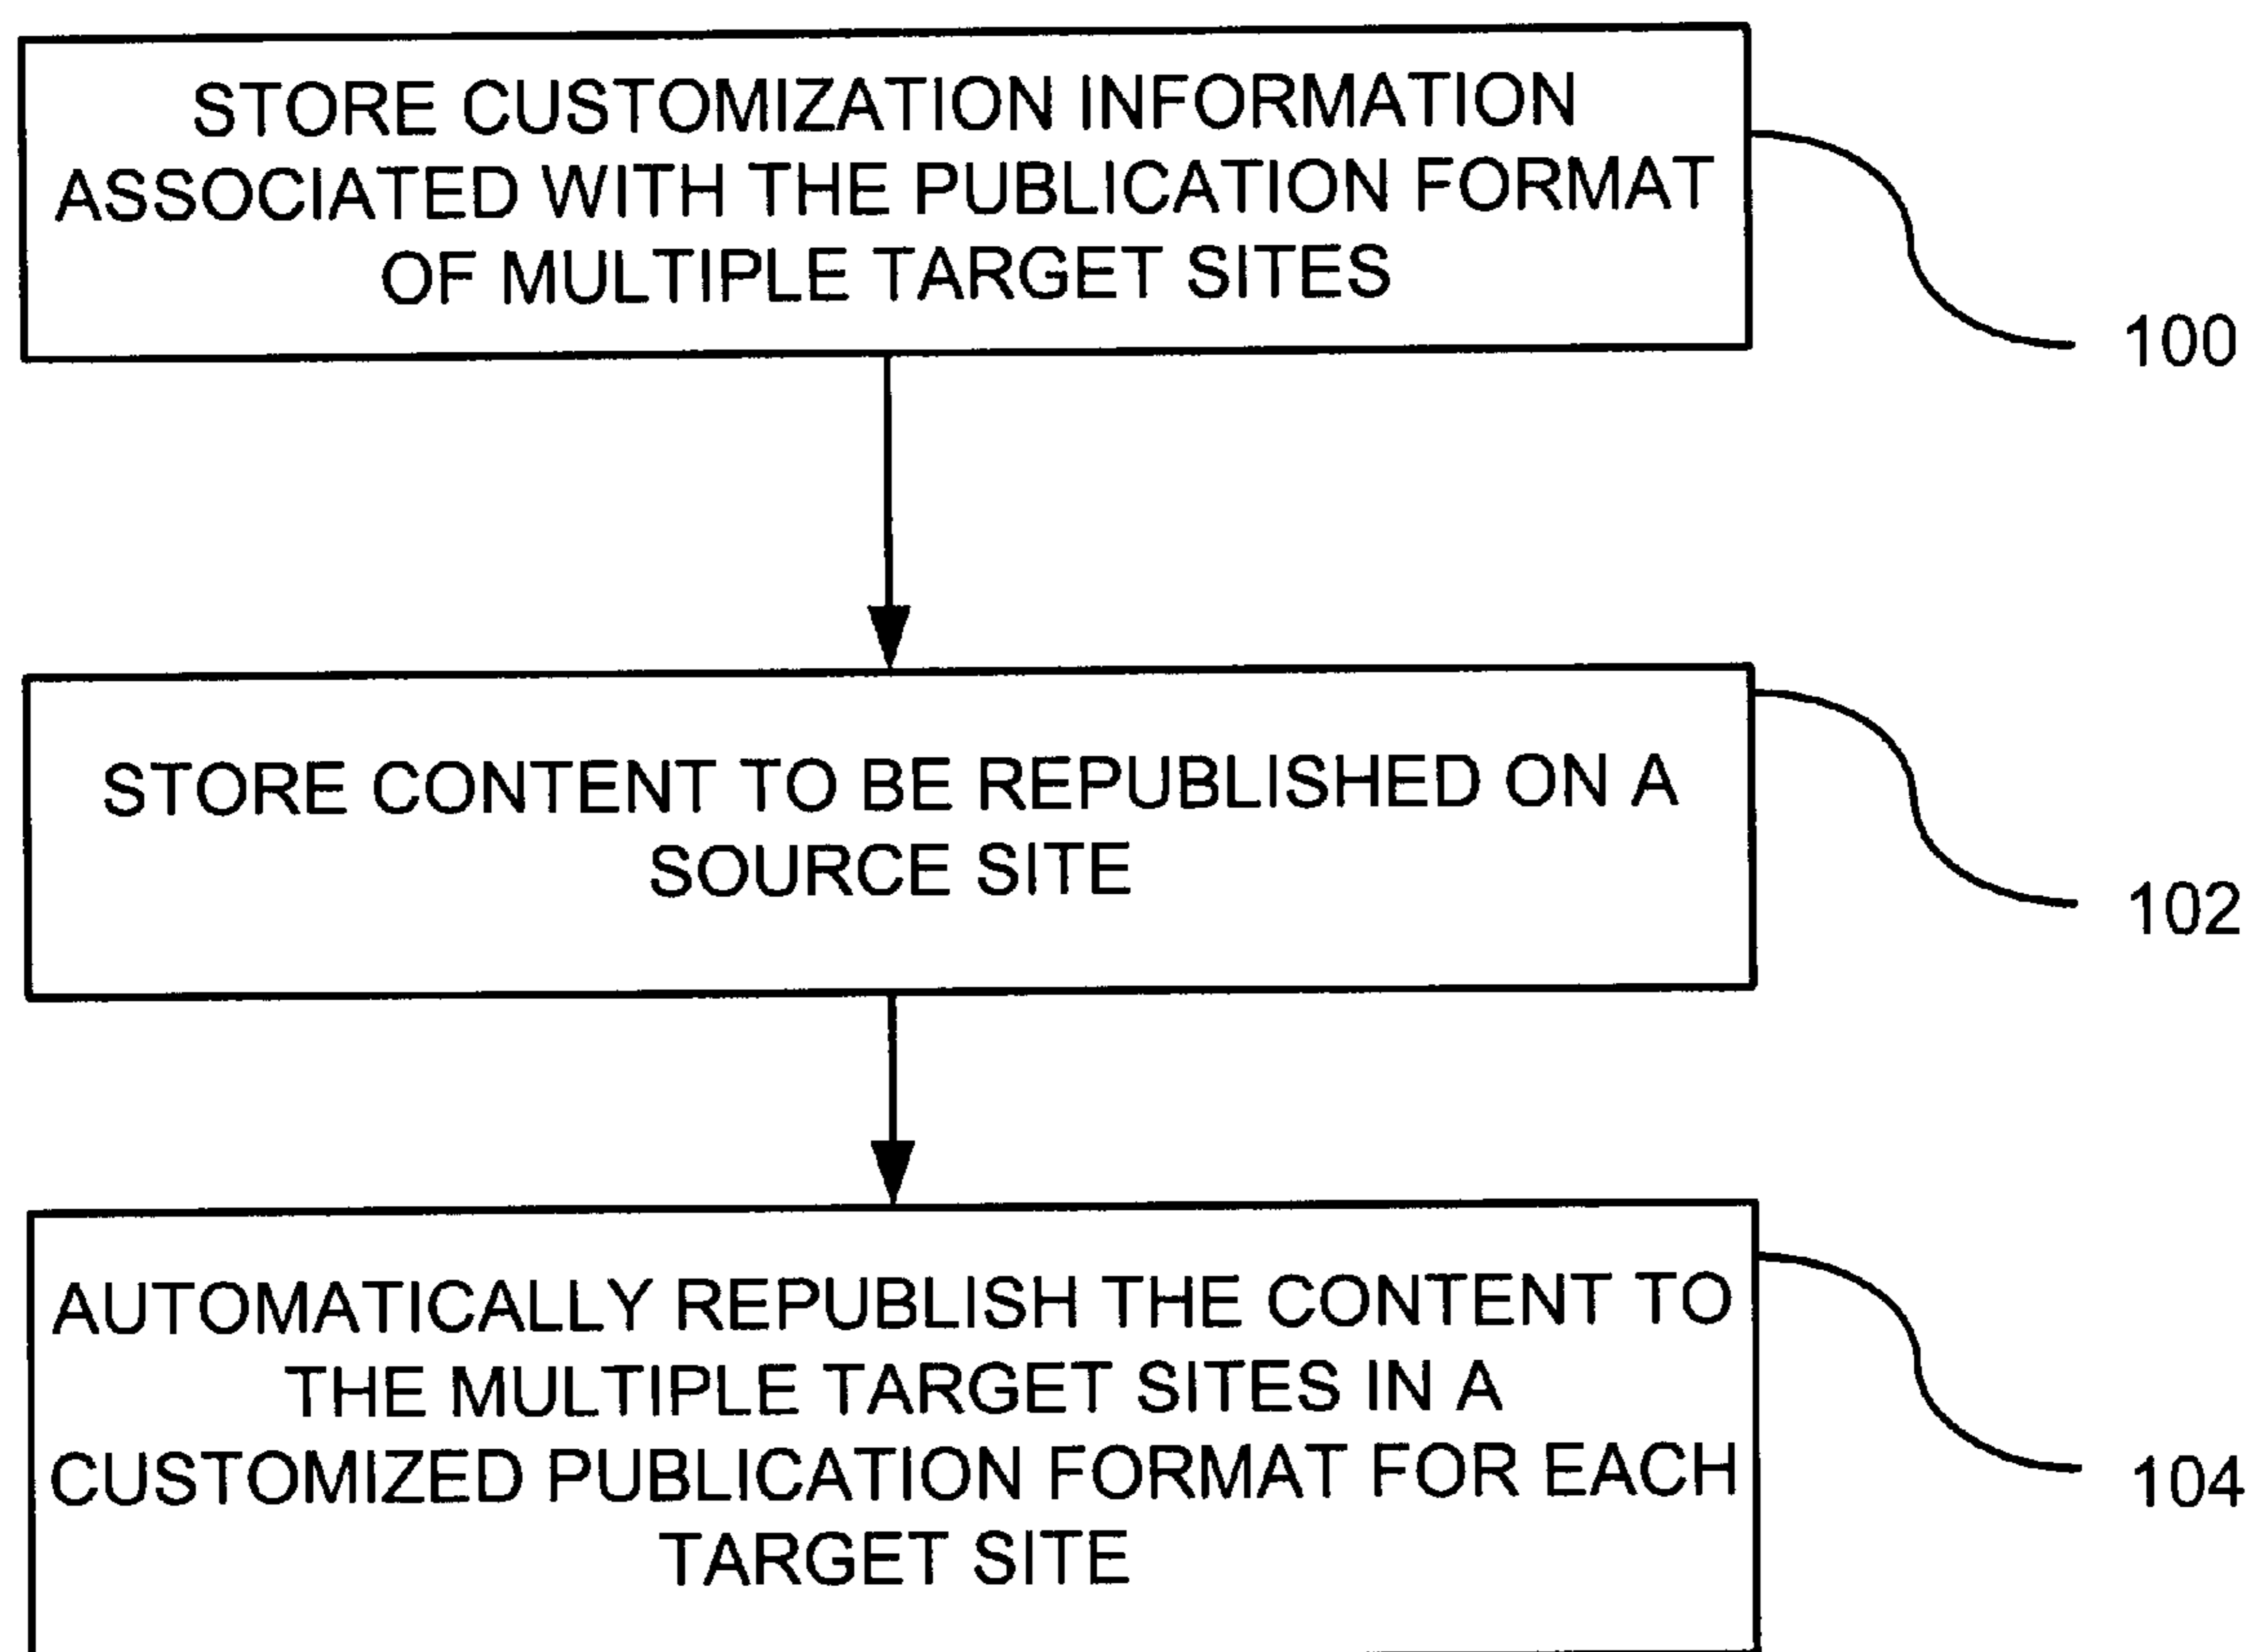 STORE CUSTOMIZATION INFORMATION
ASSOCIATED WITH THE PUBLICATION FORMAT
OF MULTIPLE TARGET SITES
100
STORE CONTENT TO BE REPUBLISHED ON A
SOURCE SITE
102
AUTOMATICALLY REPUBLISH THE CONTENT TO
THE MULTIPLE TARGET SITES IN A
CUSTOMIZED PUBLICATION FORMAT FOR EACH
TARGET SITE
104